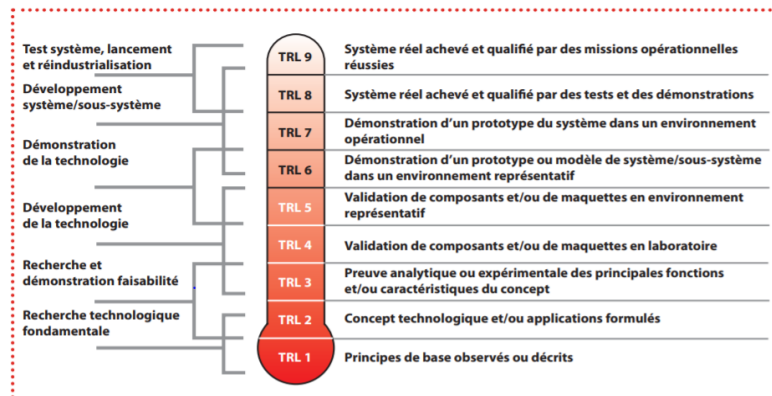 Test système, lancement
et réindustrialisation
Développement
système/sous-système
Démonstration
de la technologie
Développement
de la technologie
Recherche et
démonstration faisabilité
Recherche technologique
fondamentale
TRL 9
Système réel achevé et qualifié par des missions opérationnelles
réussies
TRL 8
Système réel achevé et qualifié par des tests et des démonstrations
TRL 7
Démonstration d’un prototype du système dans un environnement
opérationnel
TRL 6
Démonstration d’un prototype ou modèle de système/sous-système
dans un environnement représentatif
TRL 5
Validation de composants et/ou de maquettes en environnement
représentatif
TRL 4
Validation de composants et/ou de maquettes en laboratoire
TRL 3
Preuve analytique ou expérimentale des principales fonctions
et/ou caractéristiques du concept
TRL 2
Concept technologique et/ou applications formulés
TRL 1
Principes de base observés ou décrits